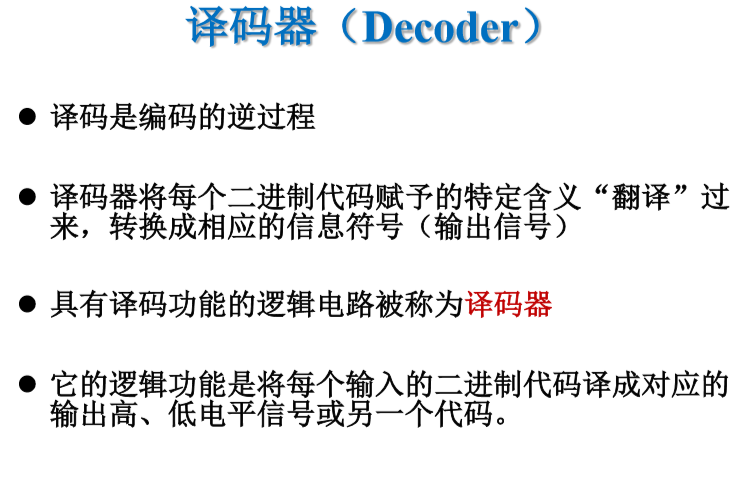 译码器（Decoder）
● 译码是编码的逆过程
● 译码器将每个二进制代码赋予的特定含义“翻译”过
来，转换成相应的信息符号（输出信号）
● 具有译码功能的逻辑电路被称为译码器
● 它的逻辑功能是将每个输入的二进制代码译成对应的
输出高、低电平信号或另一个代码。